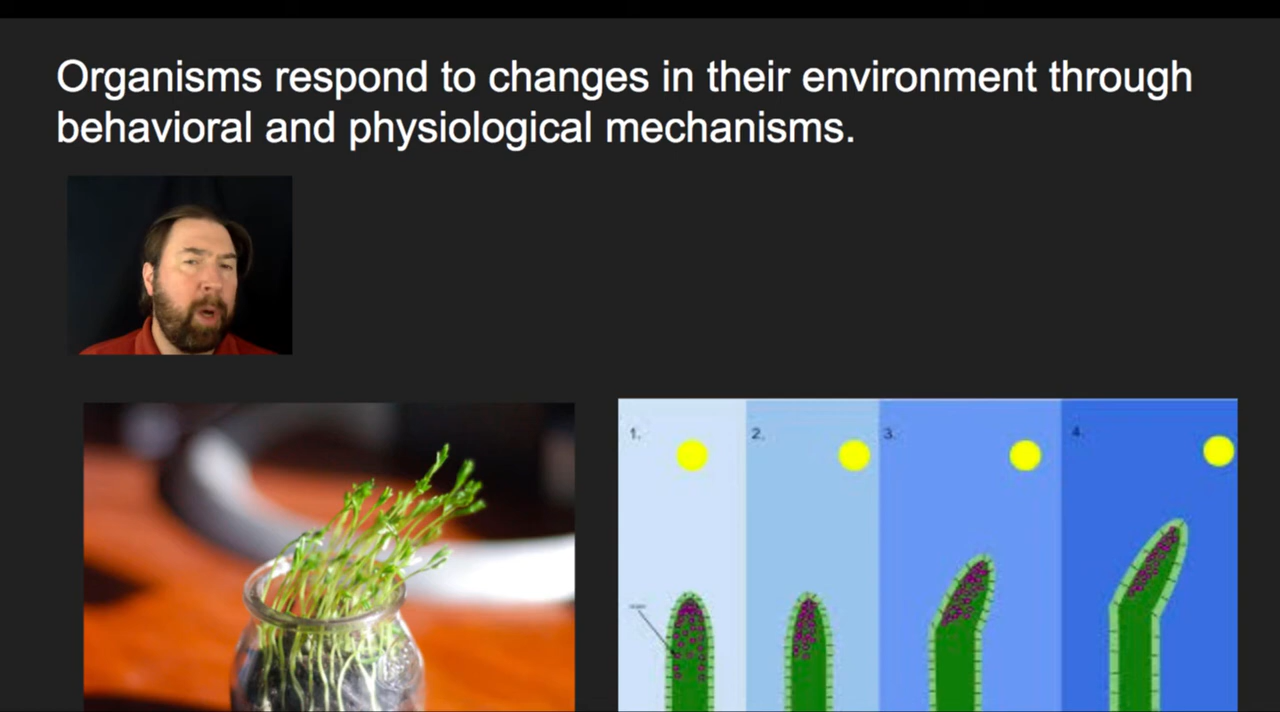 Organisms respond to changes in their environment through
behavioral and physiological mechanisms.
1.
2.
3.
4.